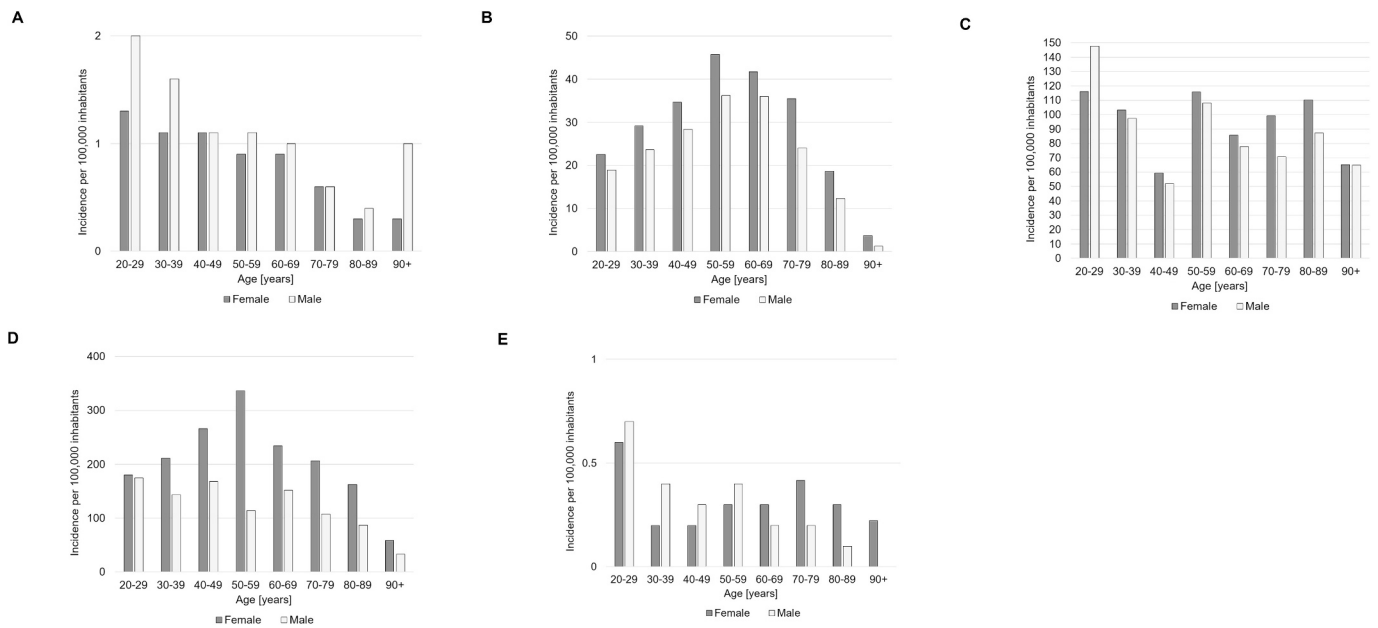 A
Incidence per 100,000 inhabitants
2
1
0
20-29 30-39 40-49 50-59 60-69 70-79 80-89 90+
Age [years]
Female Male
B
Incidence per 100,000 inhabitants
50
40
30
20
10
0
20-29 30-39 40-49 50-59 60-69 70-79 80-89 90+
Age [years]
Female Male
C
Incidence per 100,000 inhabitants
150
140
130
120
110
100
90
80
70
60
50
40
30
20
10
0
20-29 30-39 40-49 50-59 60-69 70-79 80-89 90+
Age [years]
Female Male
D
Incidence per 100,000 inhabitants
400
300
200
100
0
20-29 30-39 40-49 50-59 60-69 70-79 80-89 90+
Age [years]
Female Male
E
Incidence per 100,000 inhabitants
1
0.5
0
20-29 30-39 40-49 50-59 60-69 70-79 80-89 90+
Age [years]
Female Male